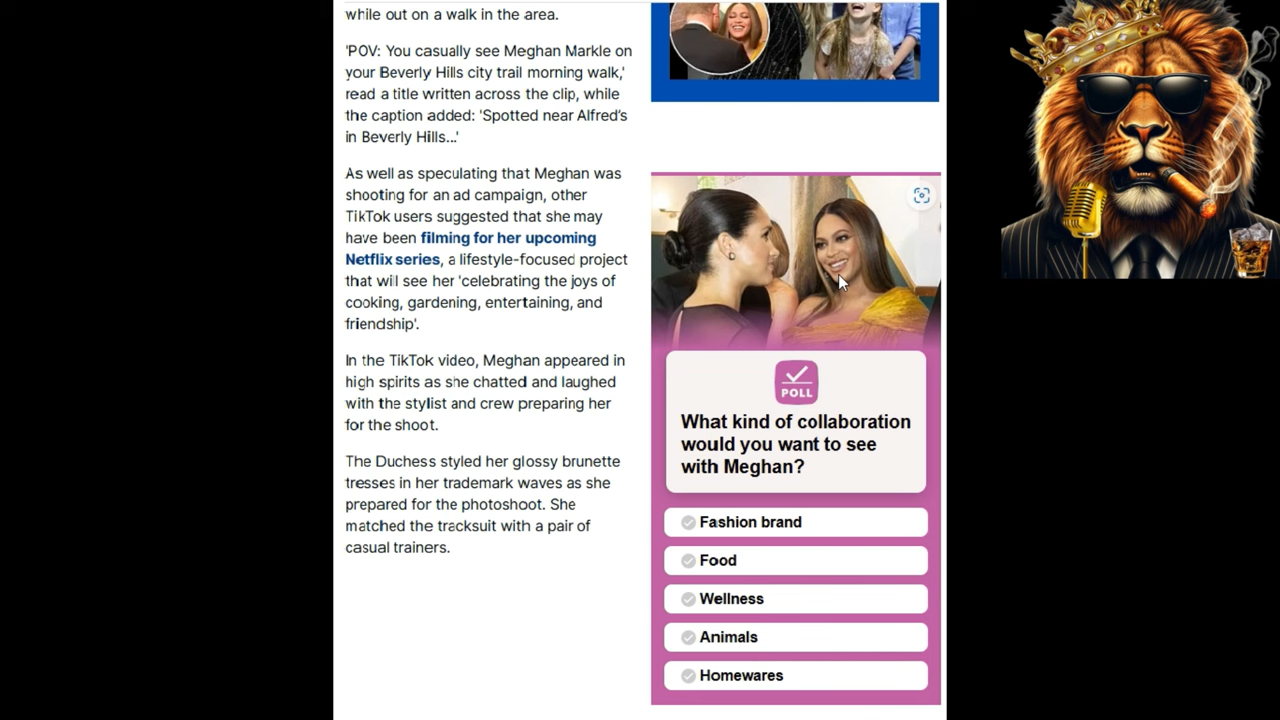 while out on a walk in the area.
'POV: You casually see Meghan Markle on
your Beverly Hills city trail morning walk,'
read a title written across the clip, while
the caption added: 'Spotted near Alfred's
in Beverly Hills...'
As well as speculating that Meghan was
shooting for an ad campaign, other
TikTok users suggested that she may
have been filming for her upcoming
Netflix series, a lifestyle-focused project
that will see her 'celebrating the joys of
cooking, gardening, entertaining, and
friendship'.
In the TikTok video, Meghan appeared in
high spirits as she chatted and laughed
with the stylist and crew preparing her
for the shoot.
The Duchess styled her glossy brunette
tresses in her trademark waves as she
prepared for the photoshoot. She
matched the tracksuit with a pair of
casual trainers.
POLL
What kind of collaboration
would you want to see
with Meghan?
Fashion brand
Food
Wellness
Animals
Homewares